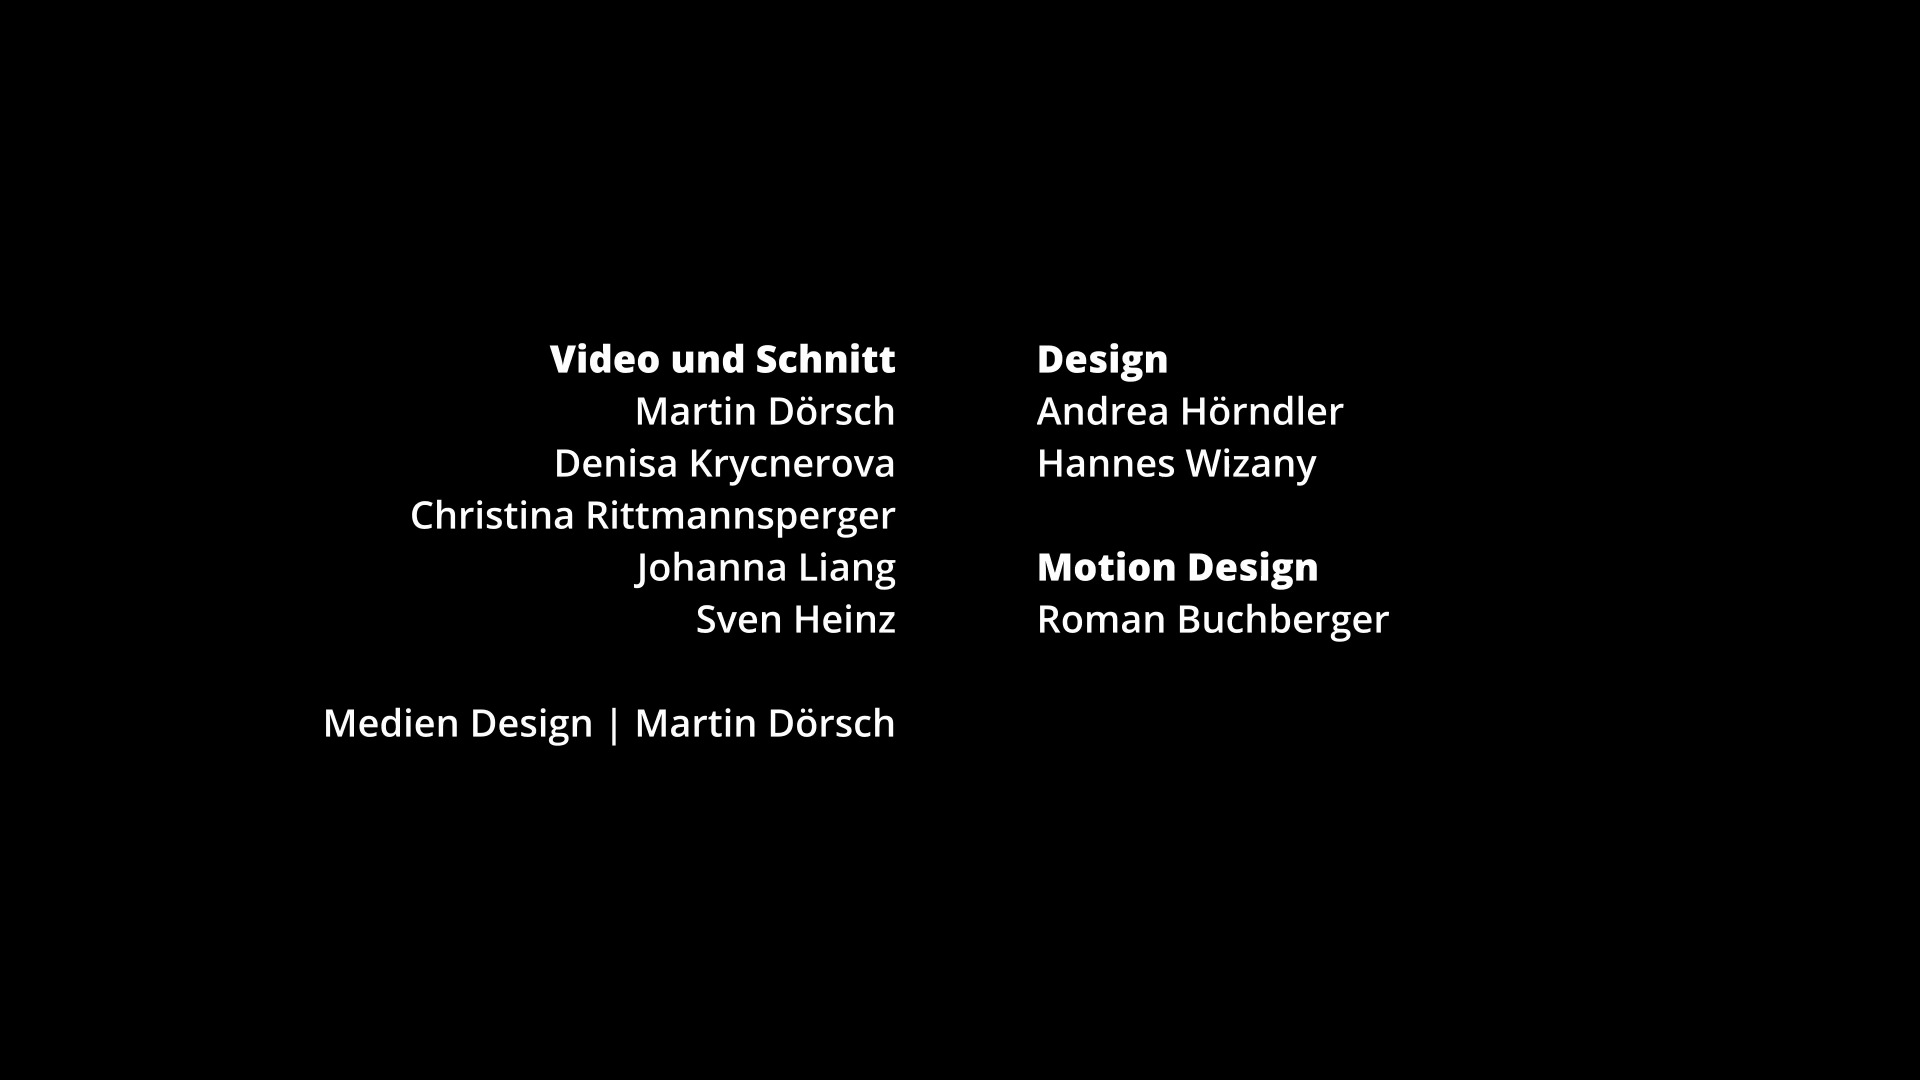 Video und Schnitt
Martin Dörsch
Denisa Krycnerova
Christina Rittmannsperger
Johanna Liang
Sven Heinz
Medien Design | Martin Dörsch
Design
Andrea Hörndler
Hannes Wizany
Motion Design
Roman Buchberger